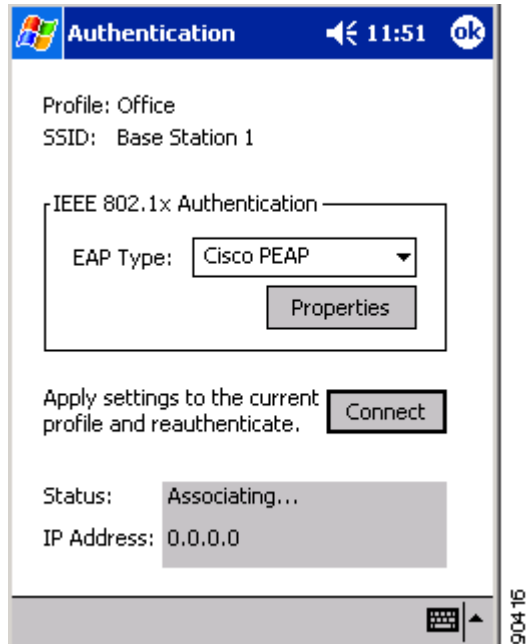 Authentication 11:51 ok
Profile: Office
SSID: Base Station 1
IEEE 802.1x Authentication
EAP Type: Cisco PEAP
Properties
Apply settings to the current
profile and reauthenticate.
Connect
Status: Associating...
IP Address: 0.0.0.0
90416